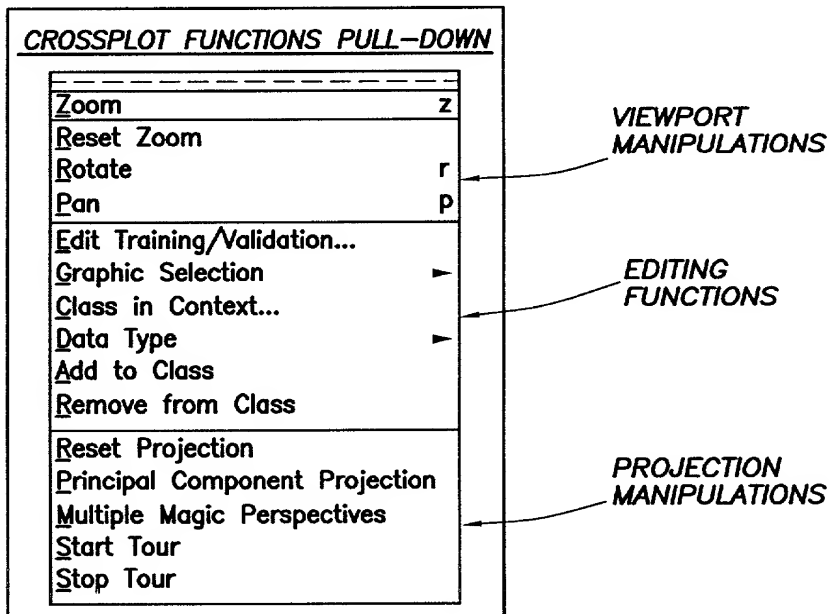 CROSSPLOT FUNCTIONS PULL-DOWN
Zoom z
Reset Zoom
Rotate r
Pan p
VIEWPORT
MANIPULATIONS
Edit Training/Validation...
Graphic Selection
Class in Context...
Data Type
Add to Class
Remove from Class
EDITING
FUNCTIONS
Reset Projection
Principal Component Projection
Multiple Magic Perspectives
Start Tour
Stop Tour
PROJECTION
MANIPULATIONS